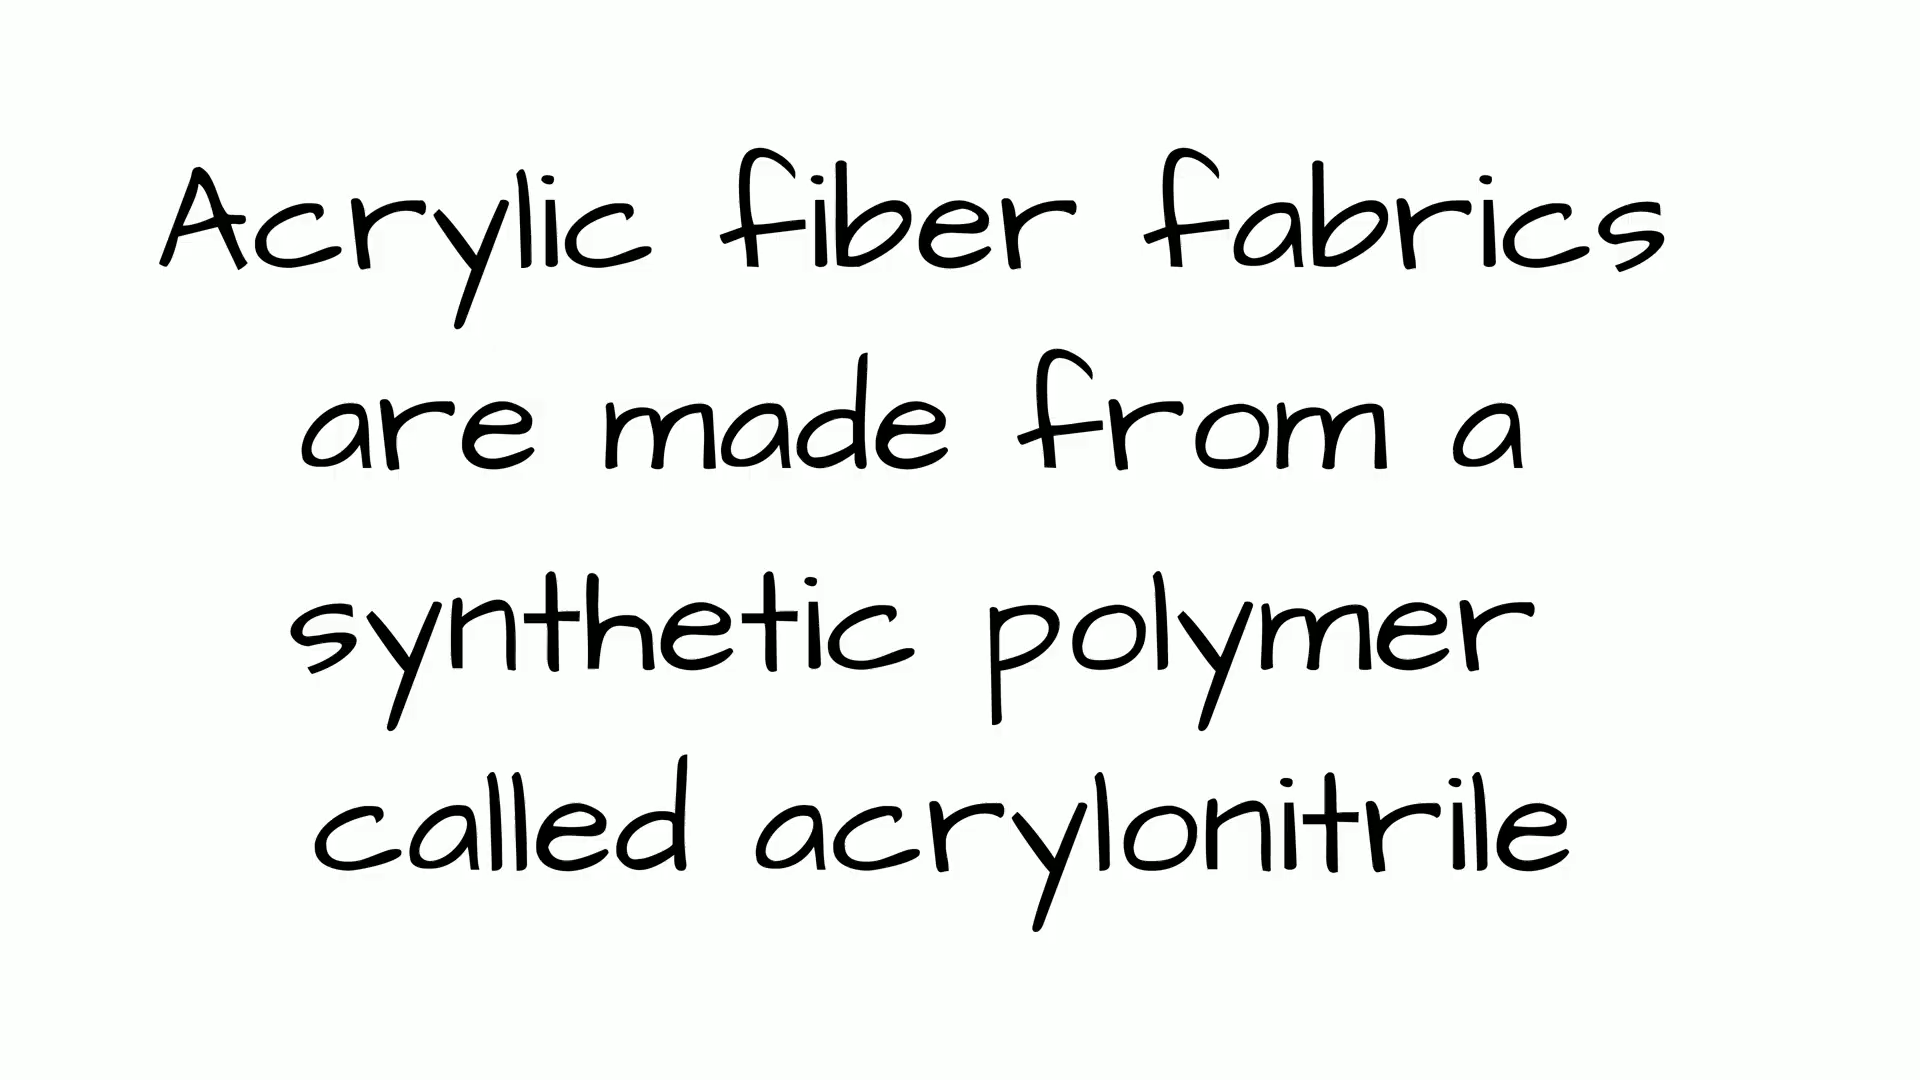 Acrylic fiber fabrics
are made from a
synthetic polymer
called acrylonitrile